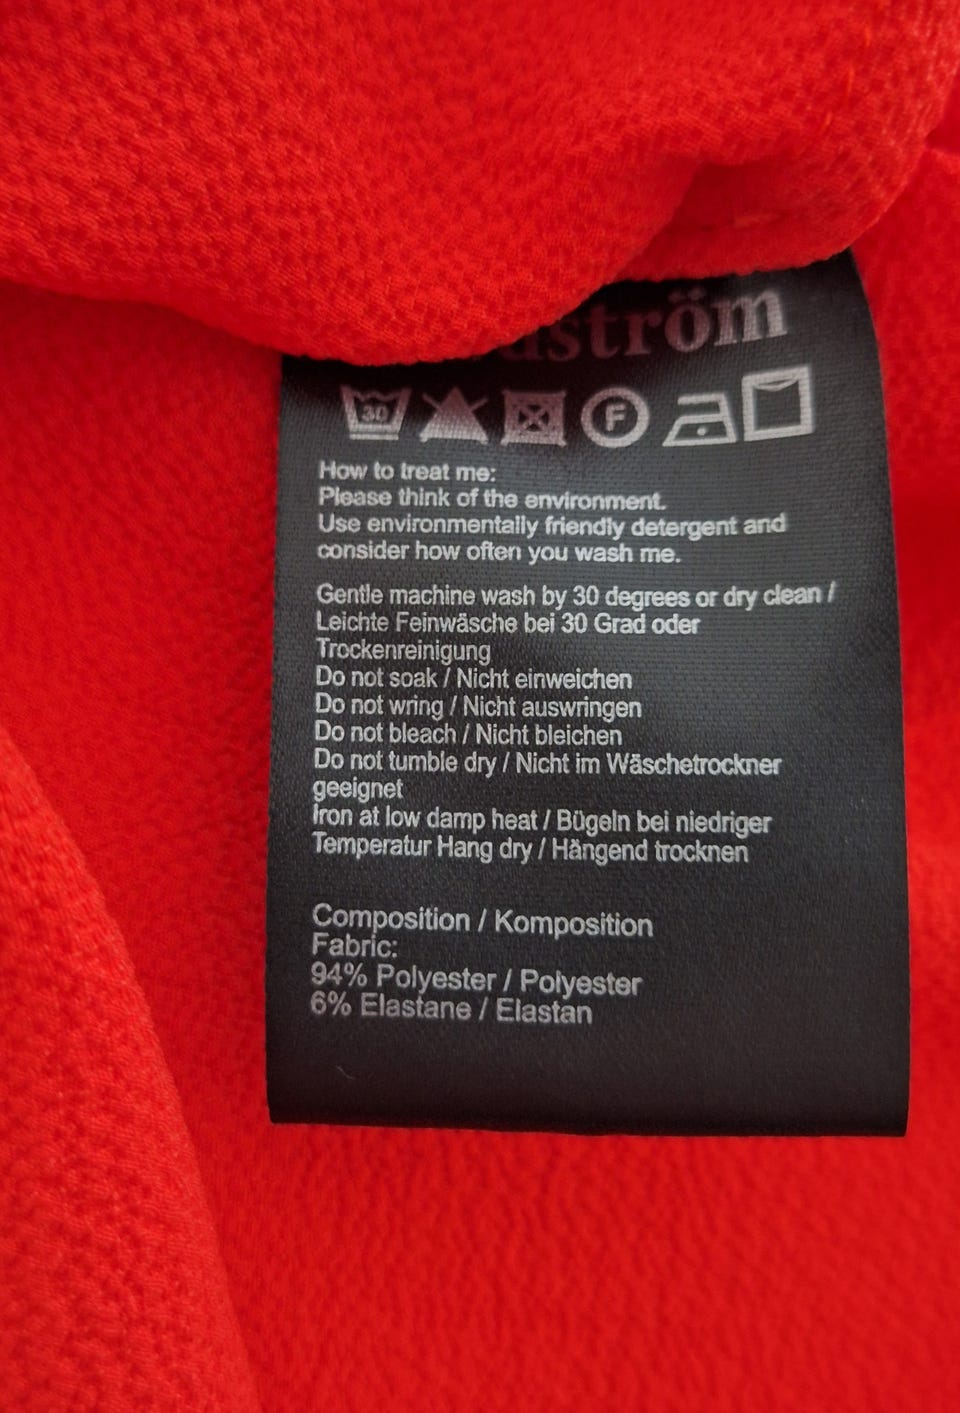 30
F
How to treat me:
Please think of the environment.
Use environmentally friendly detergent and
consider how often you wash me.
Gentle machine wash by 30 degrees or dry clean /
Leichte Feinwäsche bei 30 Grad oder
Trockenreinigung
Do not soak / Nicht einweichen
Do not wring / Nicht auswringen
Do not bleach / Nicht bleichen
Do not tumble dry / Nicht im Wäschetrockner
geeignet
Iron at low damp heat / Bügeln bei niedriger
Temperatur Hang dry / Hängend trocknen
Composition / Komposition
Fabric:
94% Polyester / Polyester
6% Elastane / Elastan